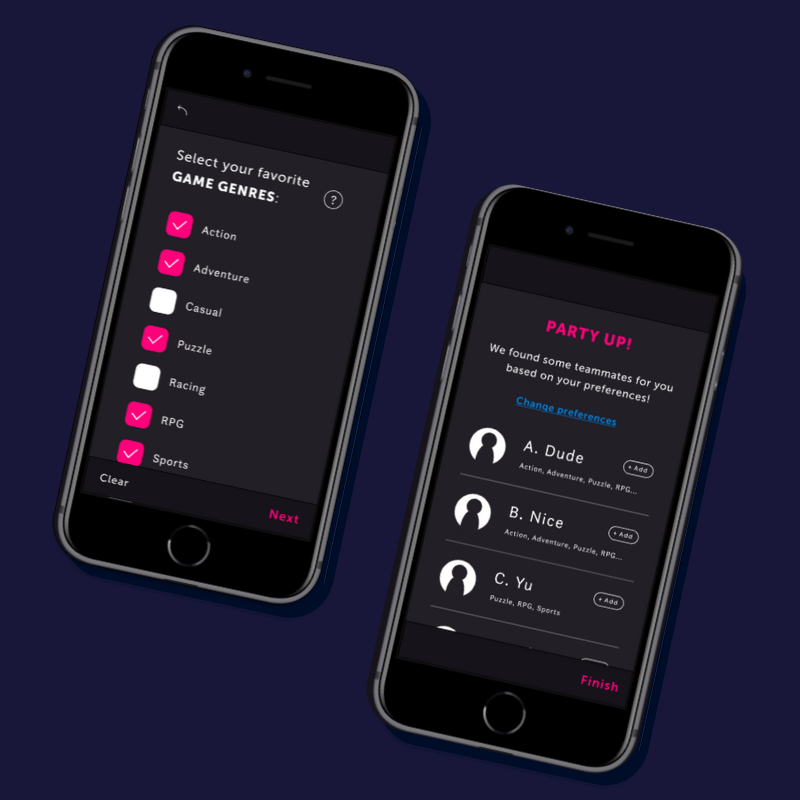 Select your favorite
GAME GENRES:
?
Action
Adventure
Casual
Puzzle
Racing
RPG
Sports
Clear
Next
PARTY UP!
We found some teammates for you
based on your preferences!
Change preferences
A. Dude
+ Add
Action, Adventure, Puzzle, RPG...
B. Nice
+ Add
Action, Adventure, Puzzle, RPG...
C. Yu
+ Add
Puzzle, RPG, Sports
Finish